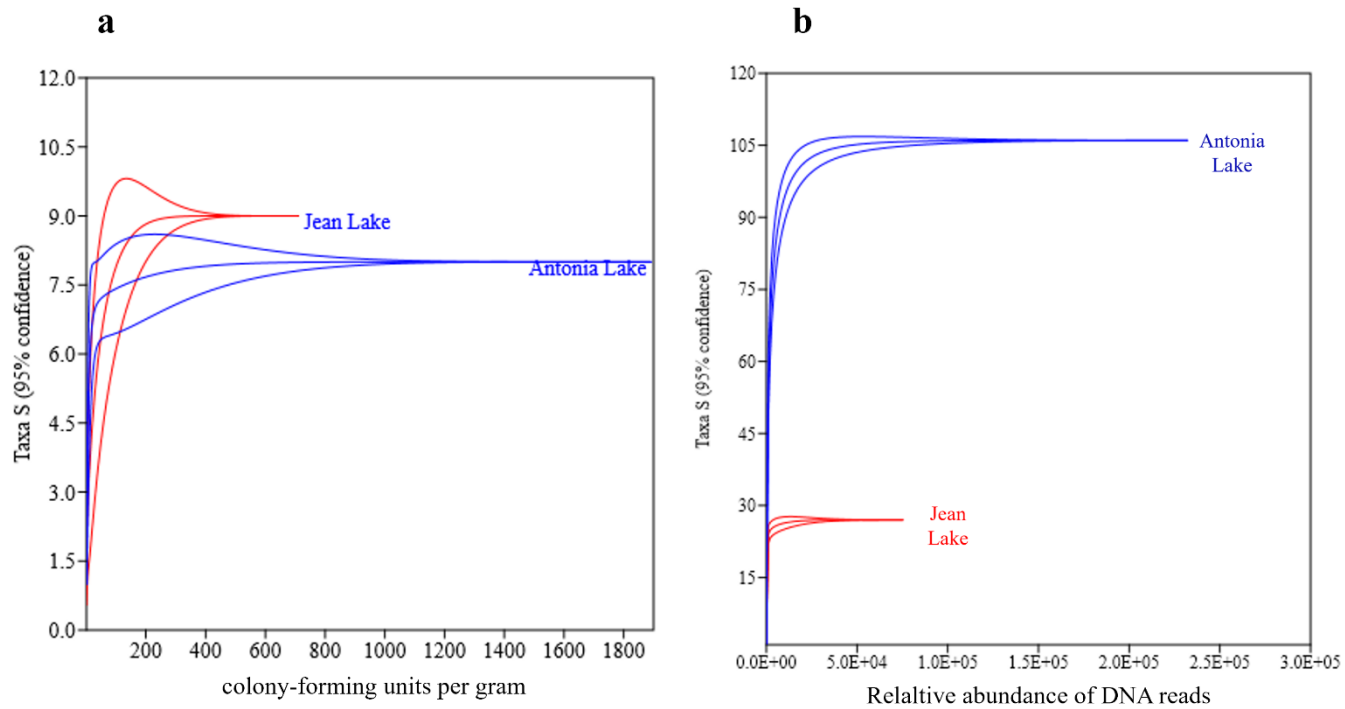 a
12.0
10.5
9.0
7.5
6.0
4.5
3.0
1.5
0.0
Taxa S (95% confidence)
Jean Lake
Antonia Lake
200 400 600 800 1000 1200 1400 1600 1800
colony-forming units per gram
b
120
105
90
75
60
45
30
15
Taxa S (95% confidence)
Antonia
Lake
Jean
Lake
0.0E+00 5.0E+04 1.0E+05 1.5E+05 2.0E+05 2.5E+05 3.0E+05
Relaltive abundance of DNA reads